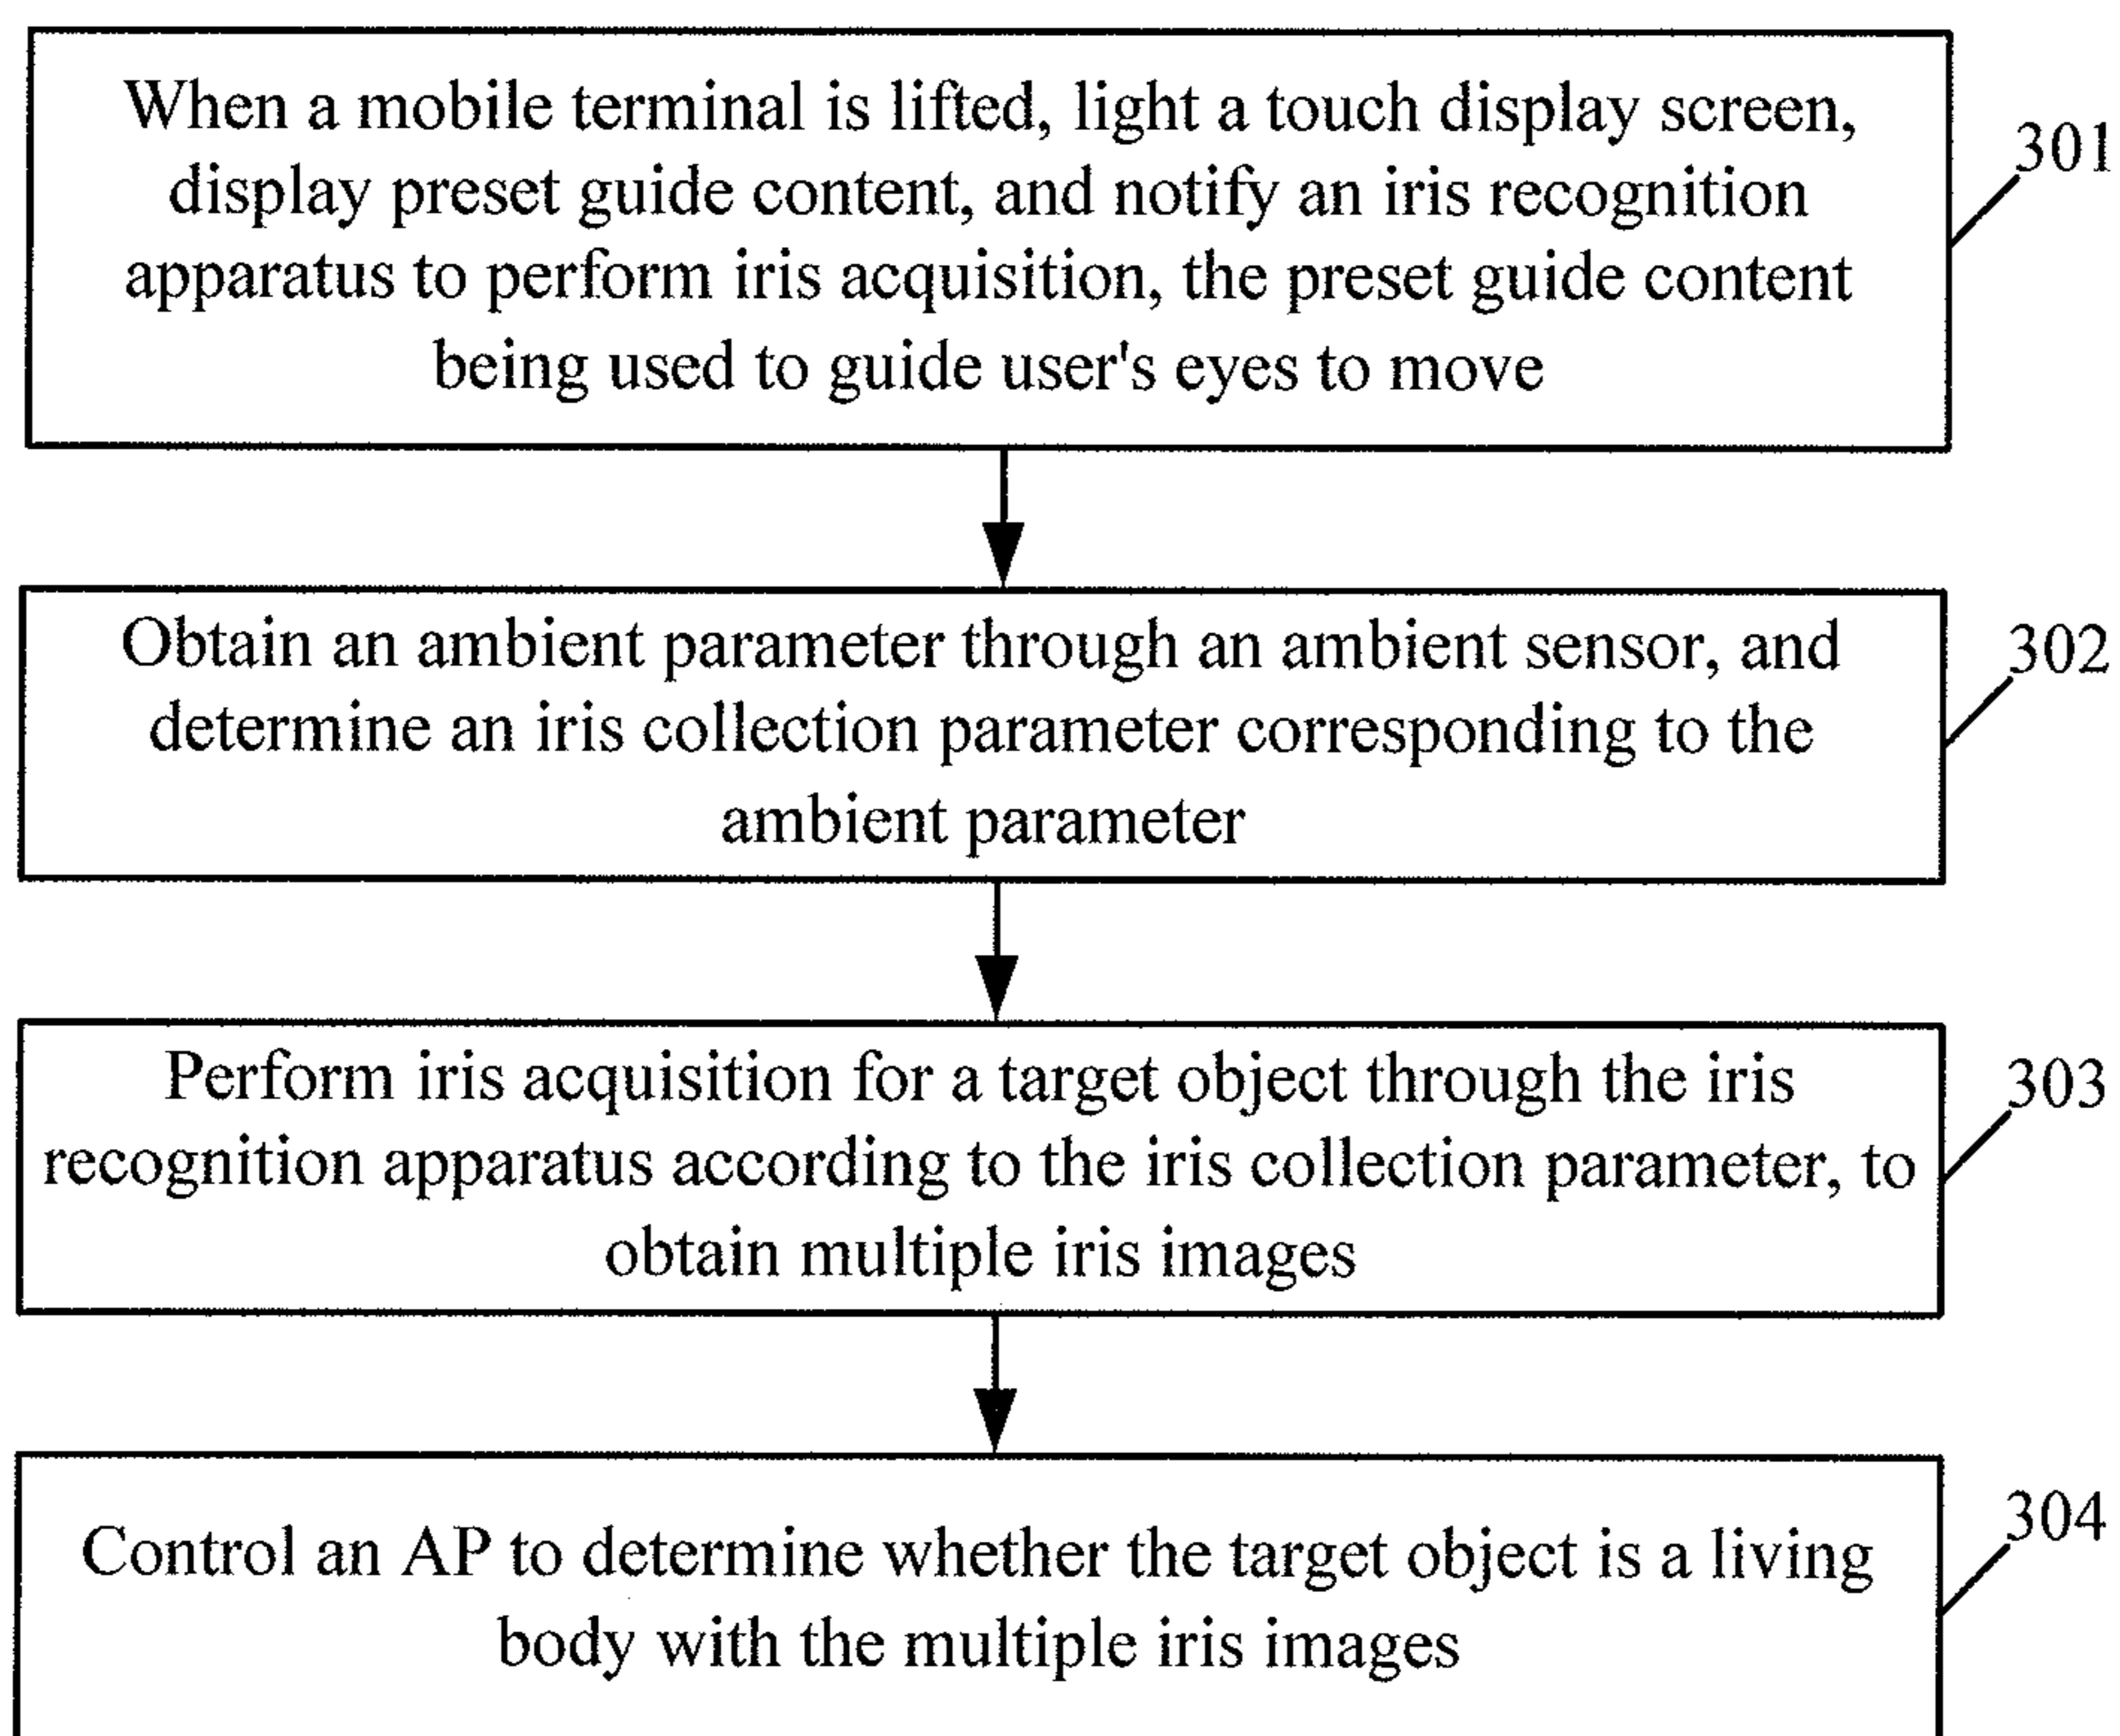 When a mobile terminal is lifted, light a touch display screen,
display preset guide content, and notify an iris recognition
apparatus to perform iris acquisition, the preset guide content
being used to guide user's eyes to move
301
Obtain an ambient parameter through an ambient sensor, and
determine an iris collection parameter corresponding to the
ambient parameter
302
Perform iris acquisition for a target object through the iris
recognition apparatus according to the iris collection parameter, to
obtain multiple iris images
303
Control an AP to determine whether the target object is a living
body with the multiple iris images
304